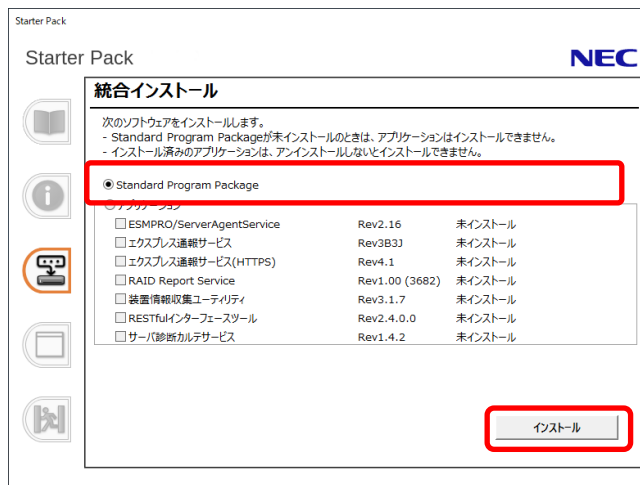 Starter Pack
Starter Pack NEC
統合インストール
次のソフトウェアをインストールします。
- Standard Program Packageが未インストールのときは、アプリケーションはインストールできません。
- インストール済みのアプリケーションは、アンインストールしないとインストールできません。
Standard Program Package
アプリケーション
ESMPRO/ServerAgentService Rev2.16 未インストール
エクスプレス通報サービス Rev3B3J 未インストール
エクスプレス通報サービス(HTTPS) Rev4.1 未インストール
RAID Report Service Rev1.00 (3682) 未インストール
装置情報収集ユーティリティ Rev3.1.7 未インストール
RESTfulインターフェースツール Rev2.4.0.0 未インストール
サーバ診断カルテサービス Rev1.4.2 未インストール
インストール